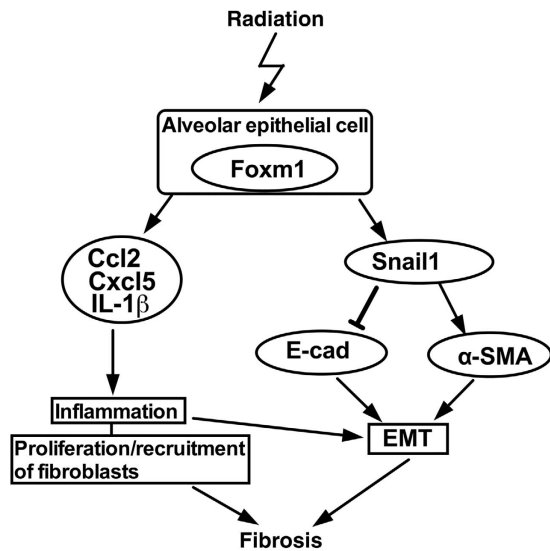 Radiation
Alveolar epithelial cell
Foxm1
Ccl2
Cxcl5
IL-1β
Snail1
E-cad
α-SMA
Inflammation
EMT
Proliferation/recruitment
of fibroblasts
Fibrosis